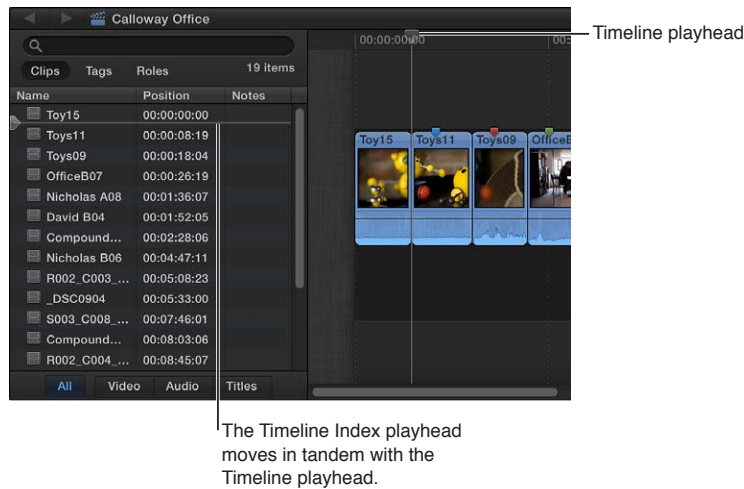 Calloway Office
Timeline playhead
00:00:00:00
Clips Tags Roles 19 items
Name Position Notes
Toy15 00:00:00:00
Toys11 00:00:08:19
Toys09 00:00:18:04
OfficeB07 00:00:26:19
Nicholas A08 00:01:36:07
David B04 00:01:52:05
Compound... 00:02:28:06
Nicholas B06 00:04:47:11
R002_C003_... 00:05:08:23
_DSC0904 00:05:33:00
S003_C008_... 00:07:46:01
Compound... 00:08:03:06
R002_C004_... 00:08:45:07
All Video Audio Titles
Toy15 Toys11 Toys09 OfficeB
The Timeline Index playhead
moves in tandem with the
Timeline playhead.